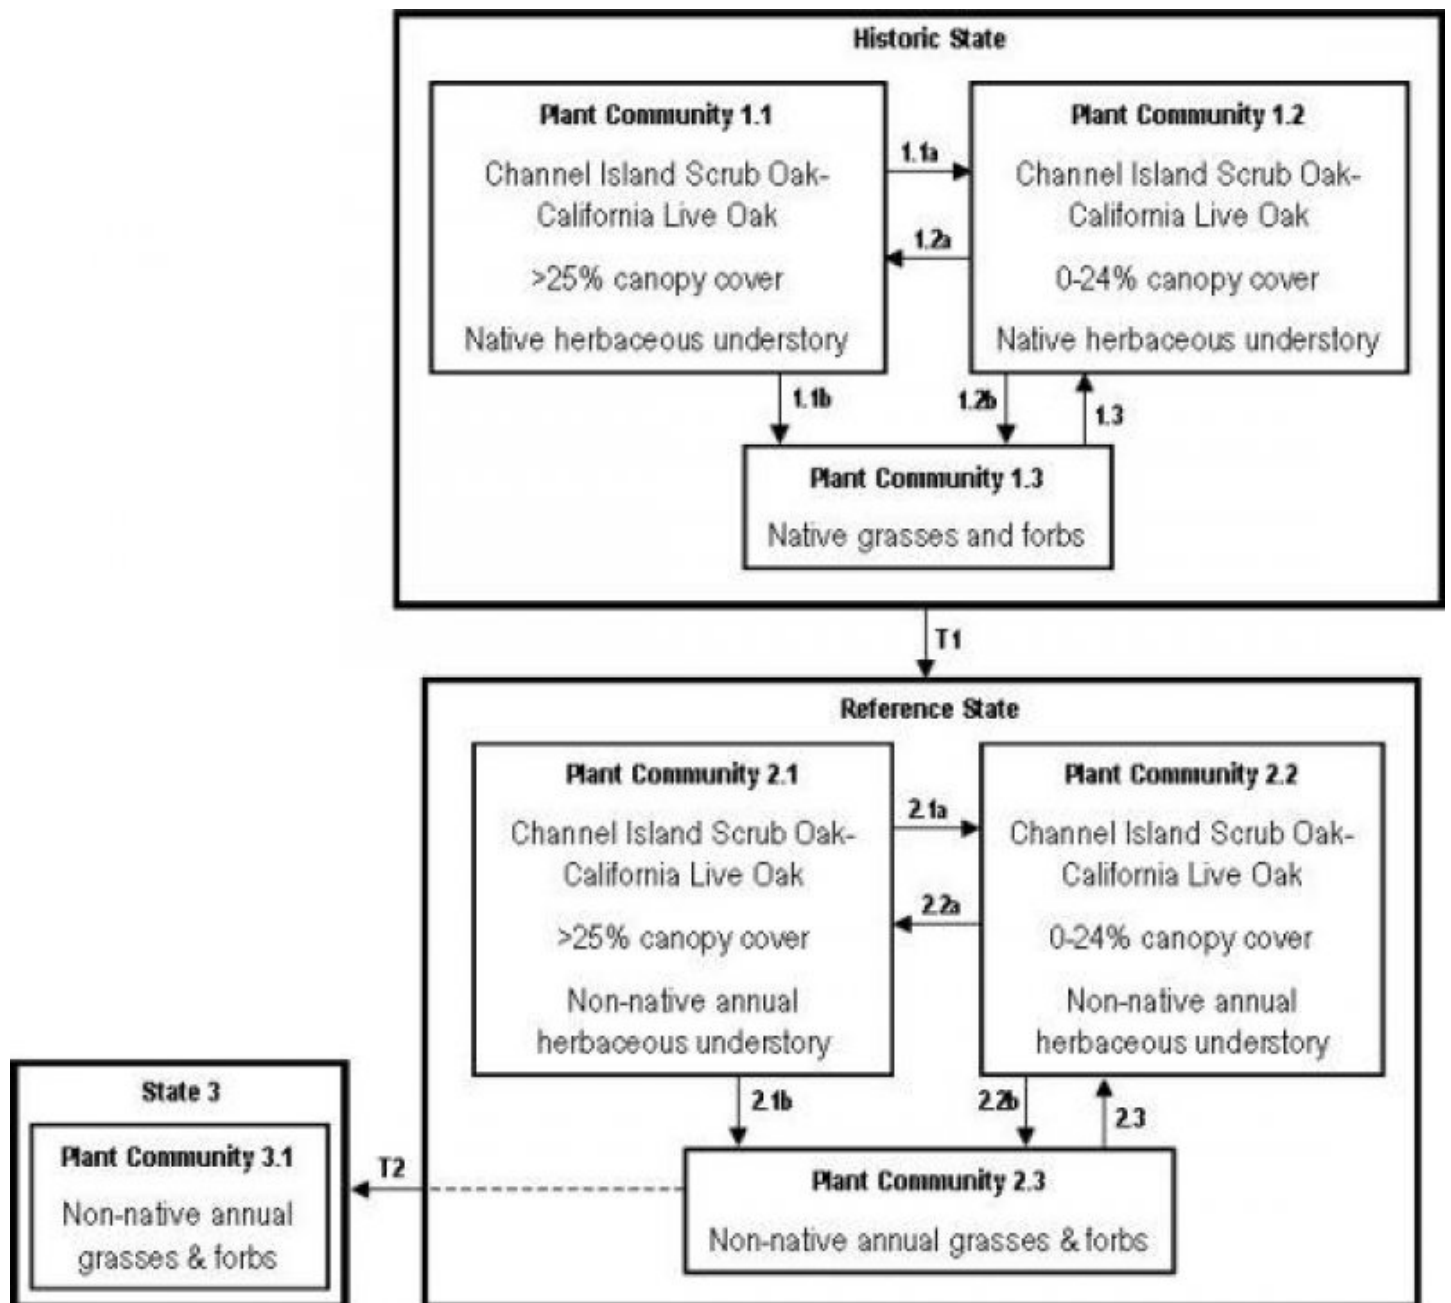 Historic State
Plant Community 1.1
Channel Island Scrub Oak-
California Live Oak
>25% canopy cover
Native herbaceous understory
1.1a
1.2a
Plant Community 1.2
Channel Island Scrub Oak-
California Live Oak
0-24% canopy cover
Native herbaceous understory
1.1b
1.2b
1.3
Plant Community 1.3
Native grasses and forbs
T1
Reference State
Plant Community 2.1
Channel Island Scrub Oak-
California Live Oak
>25% canopy cover
Non-native annual
herbaceous understory
2.1a
2.2a
Plant Community 2.2
Channel Island Scrub Oak-
California Live Oak
0-24% canopy cover
Non-native annual
herbaceous understory
2.1b
2.2b
2.3
Plant Community 2.3
Non-native annual grasses & forbs
T2
State 3
Plant Community 3.1
Non-native annual
grasses & forbs